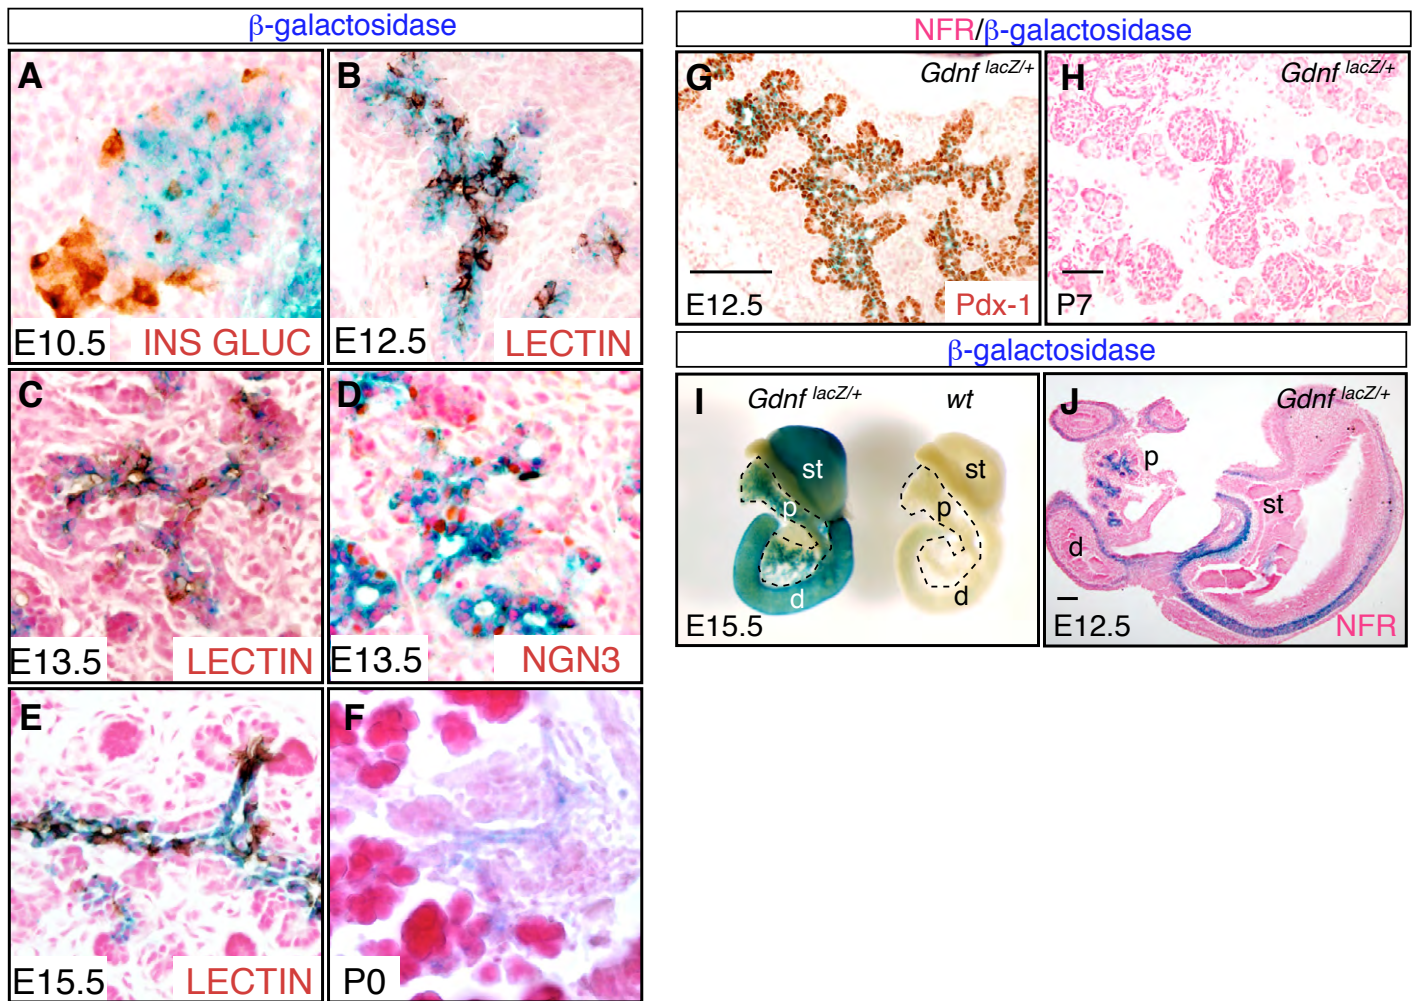 β-galactosidase
A
E10.5
INS GLUC
B
E12.5
LECTIN
C
E13.5
LECTIN
D
E13.5
NGN3
E
E15.5
LECTIN
F
P0
NFR/β-galactosidase
G
Gdnf lacZ/+
E12.5
Pdx-1
H
Gdnf lacZ/+
P7
β-galactosidase
I
Gdnf lacZ/+
wt
st
st
p
p
d
d
E15.5
J
Gdnf lacZ/+
p
st
d
E12.5
NFR